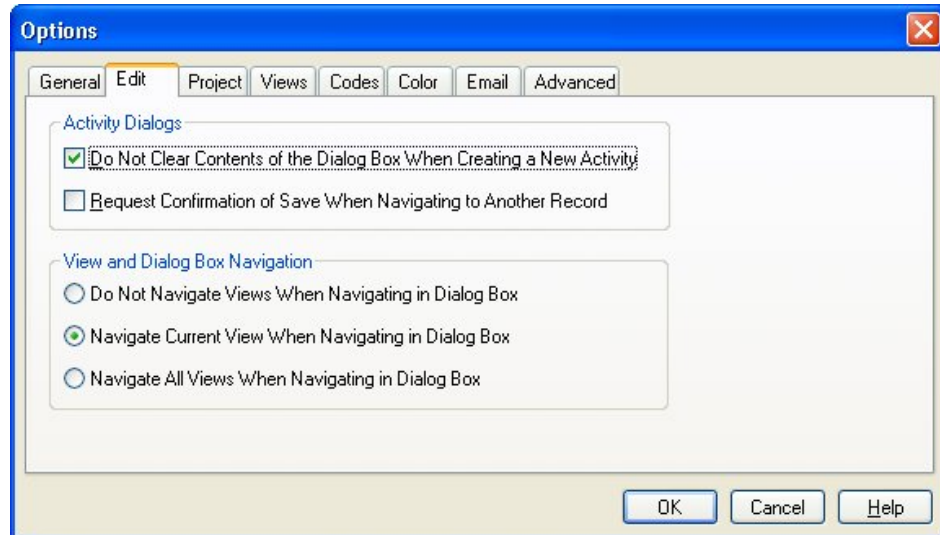 Options
General Edit Project Views Codes Color Email Advanced
Activity Dialogs
Do Not Clear Contents of the Dialog Box When Creating a New Activity
Request Confirmation of Save When Navigating to Another Record
View and Dialog Box Navigation
Do Not Navigate Views When Navigating in Dialog Box
Navigate Current View When Navigating in Dialog Box
Navigate All Views When Navigating in Dialog Box
OK Cancel Help